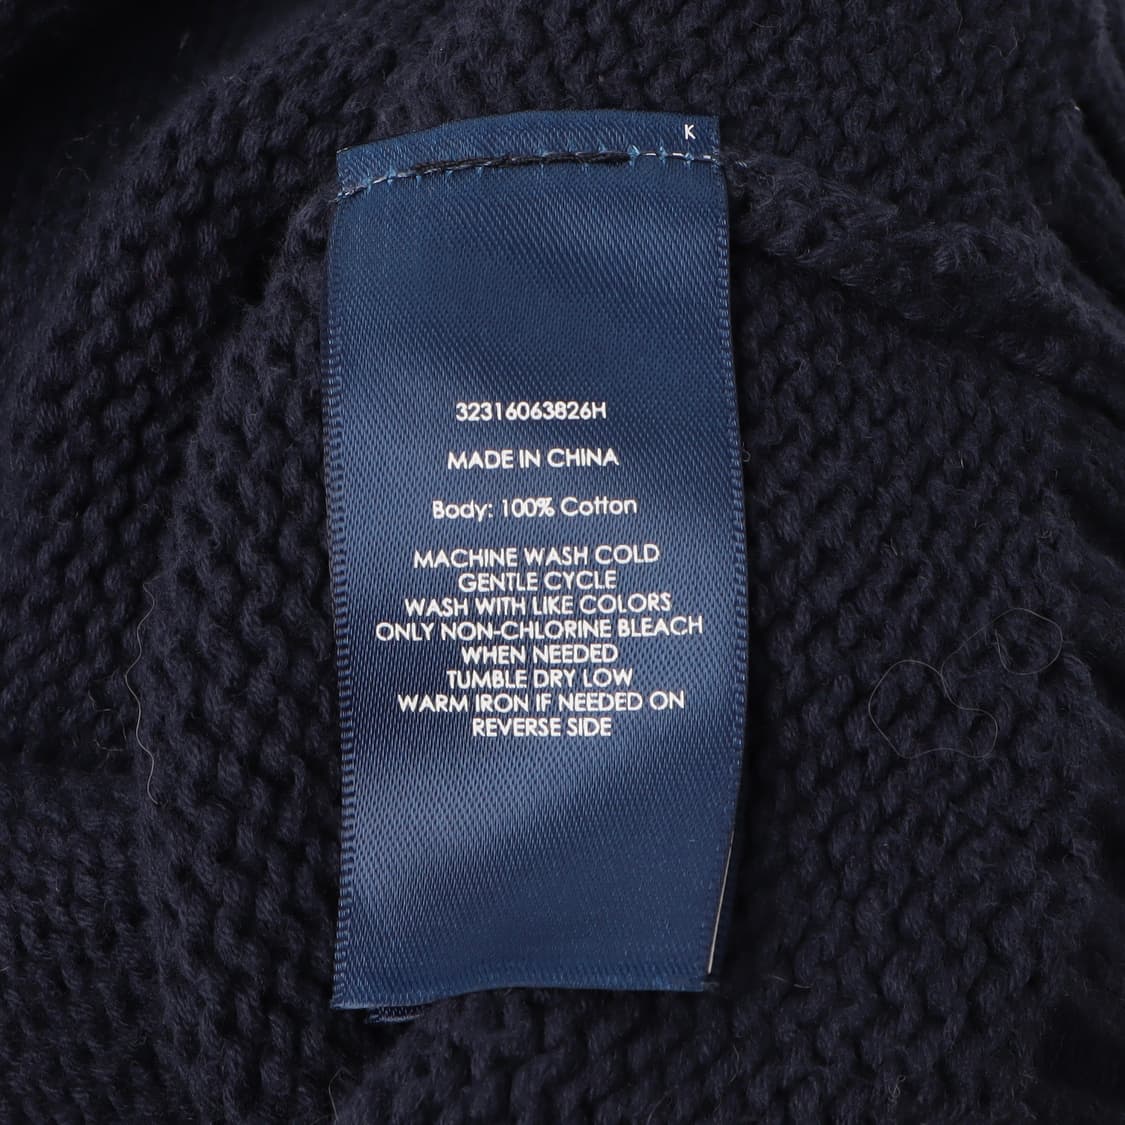 K
32316063826H
MADE IN CHINA
Body: 100% Cotton
MACHINE WASH COLD
GENTLE CYCLE
WASH WITH LIKE COLORS
ONLY NON-CHLORINE BLEACH
WHEN NEEDED
TUMBLE DRY LOW
WARM IRON IF NEEDED ON
REVERSE SIDE